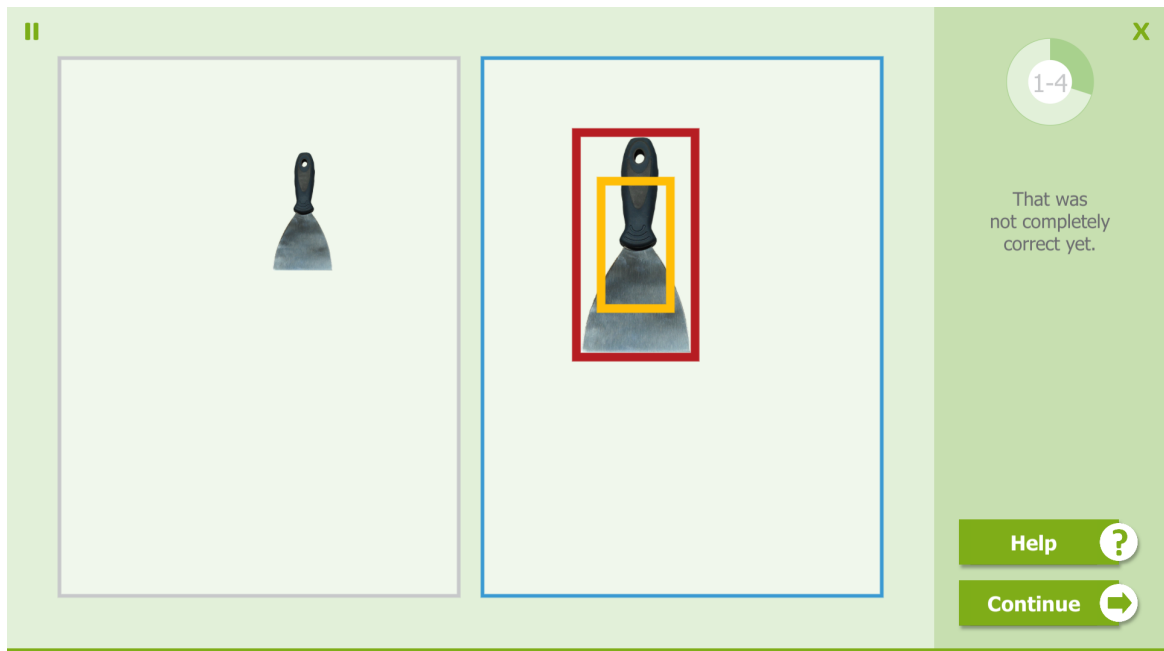 X
1-4
That was
not completely
correct yet.
Help ?
Continue